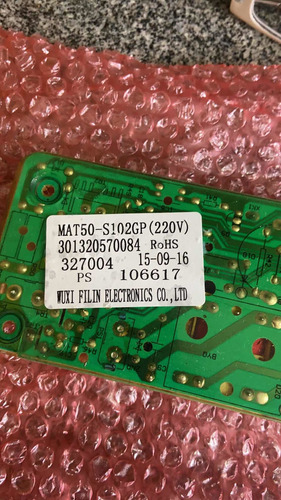 MAT50-S102GP(220V)
301320570084 RoHS
327004 15-09-16
PS 106617
WUXI FILIN ELECTRONICS CO.,LTD